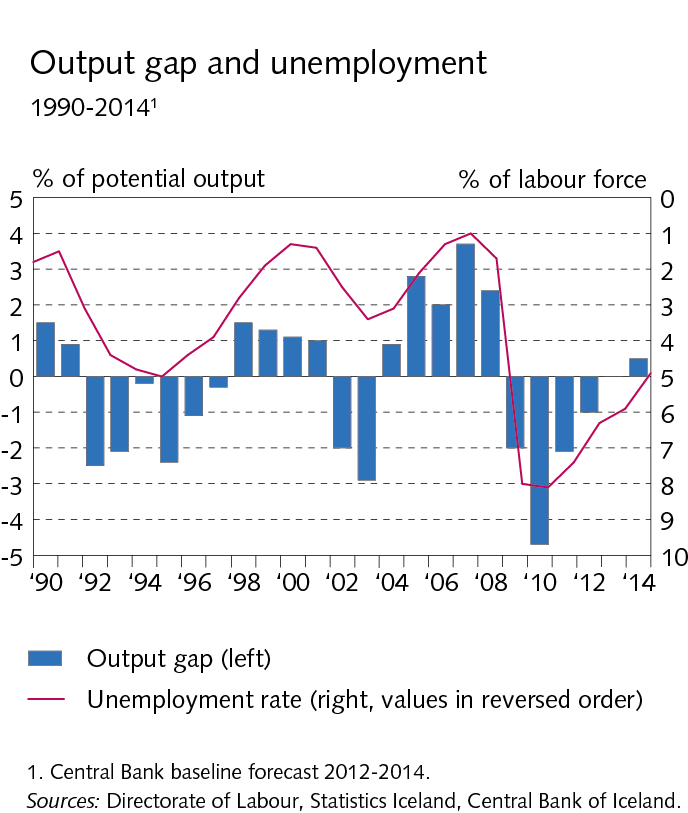 Output gap and unemployment
1990-2014¹
% of potential output % of labour force
5 0
4 1
3 2
2 3
1 4
0 5
-1 6
-2 7
-3 8
-4 9
-5 10
‘90 ‘92 ‘94 ‘96 ‘98 ‘00 ‘02 ‘04 ‘06 ‘08 ‘10 ‘12 ‘14
Output gap (left)
Unemployment rate (right, values in reversed order)
1. Central Bank baseline forecast 2012-2014.
Sources: Directorate of Labour, Statistics Iceland, Central Bank of Iceland.